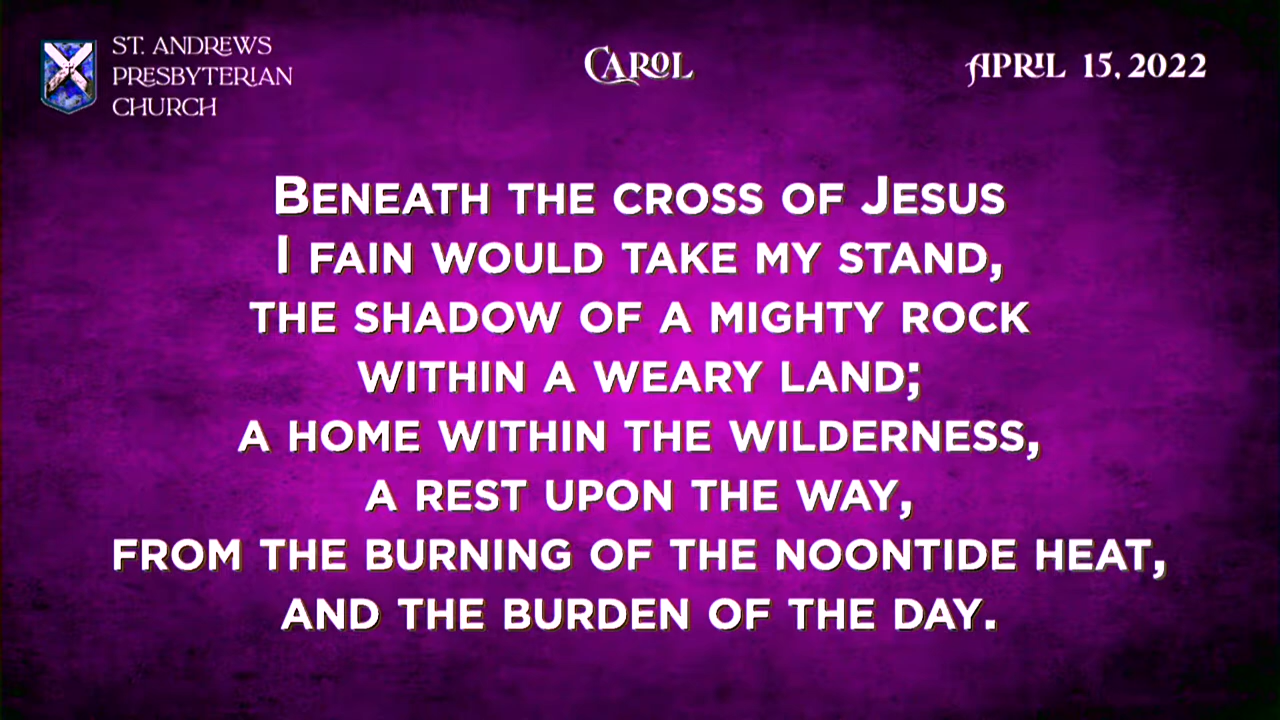 ST. ANDREWS
PRESBYTERIAN
CHURCH
CAROL
APRIL 15, 2022
BENEATH THE CROSS OF JESUS
I FAIN WOULD TAKE MY STAND,
THE SHADOW OF A MIGHTY ROCK
WITHIN A WEARY LAND;
A HOME WITHIN THE WILDERNESS,
A REST UPON THE WAY,
FROM THE BURNING OF THE NOONTIDE HEAT,
AND THE BURDEN OF THE DAY.